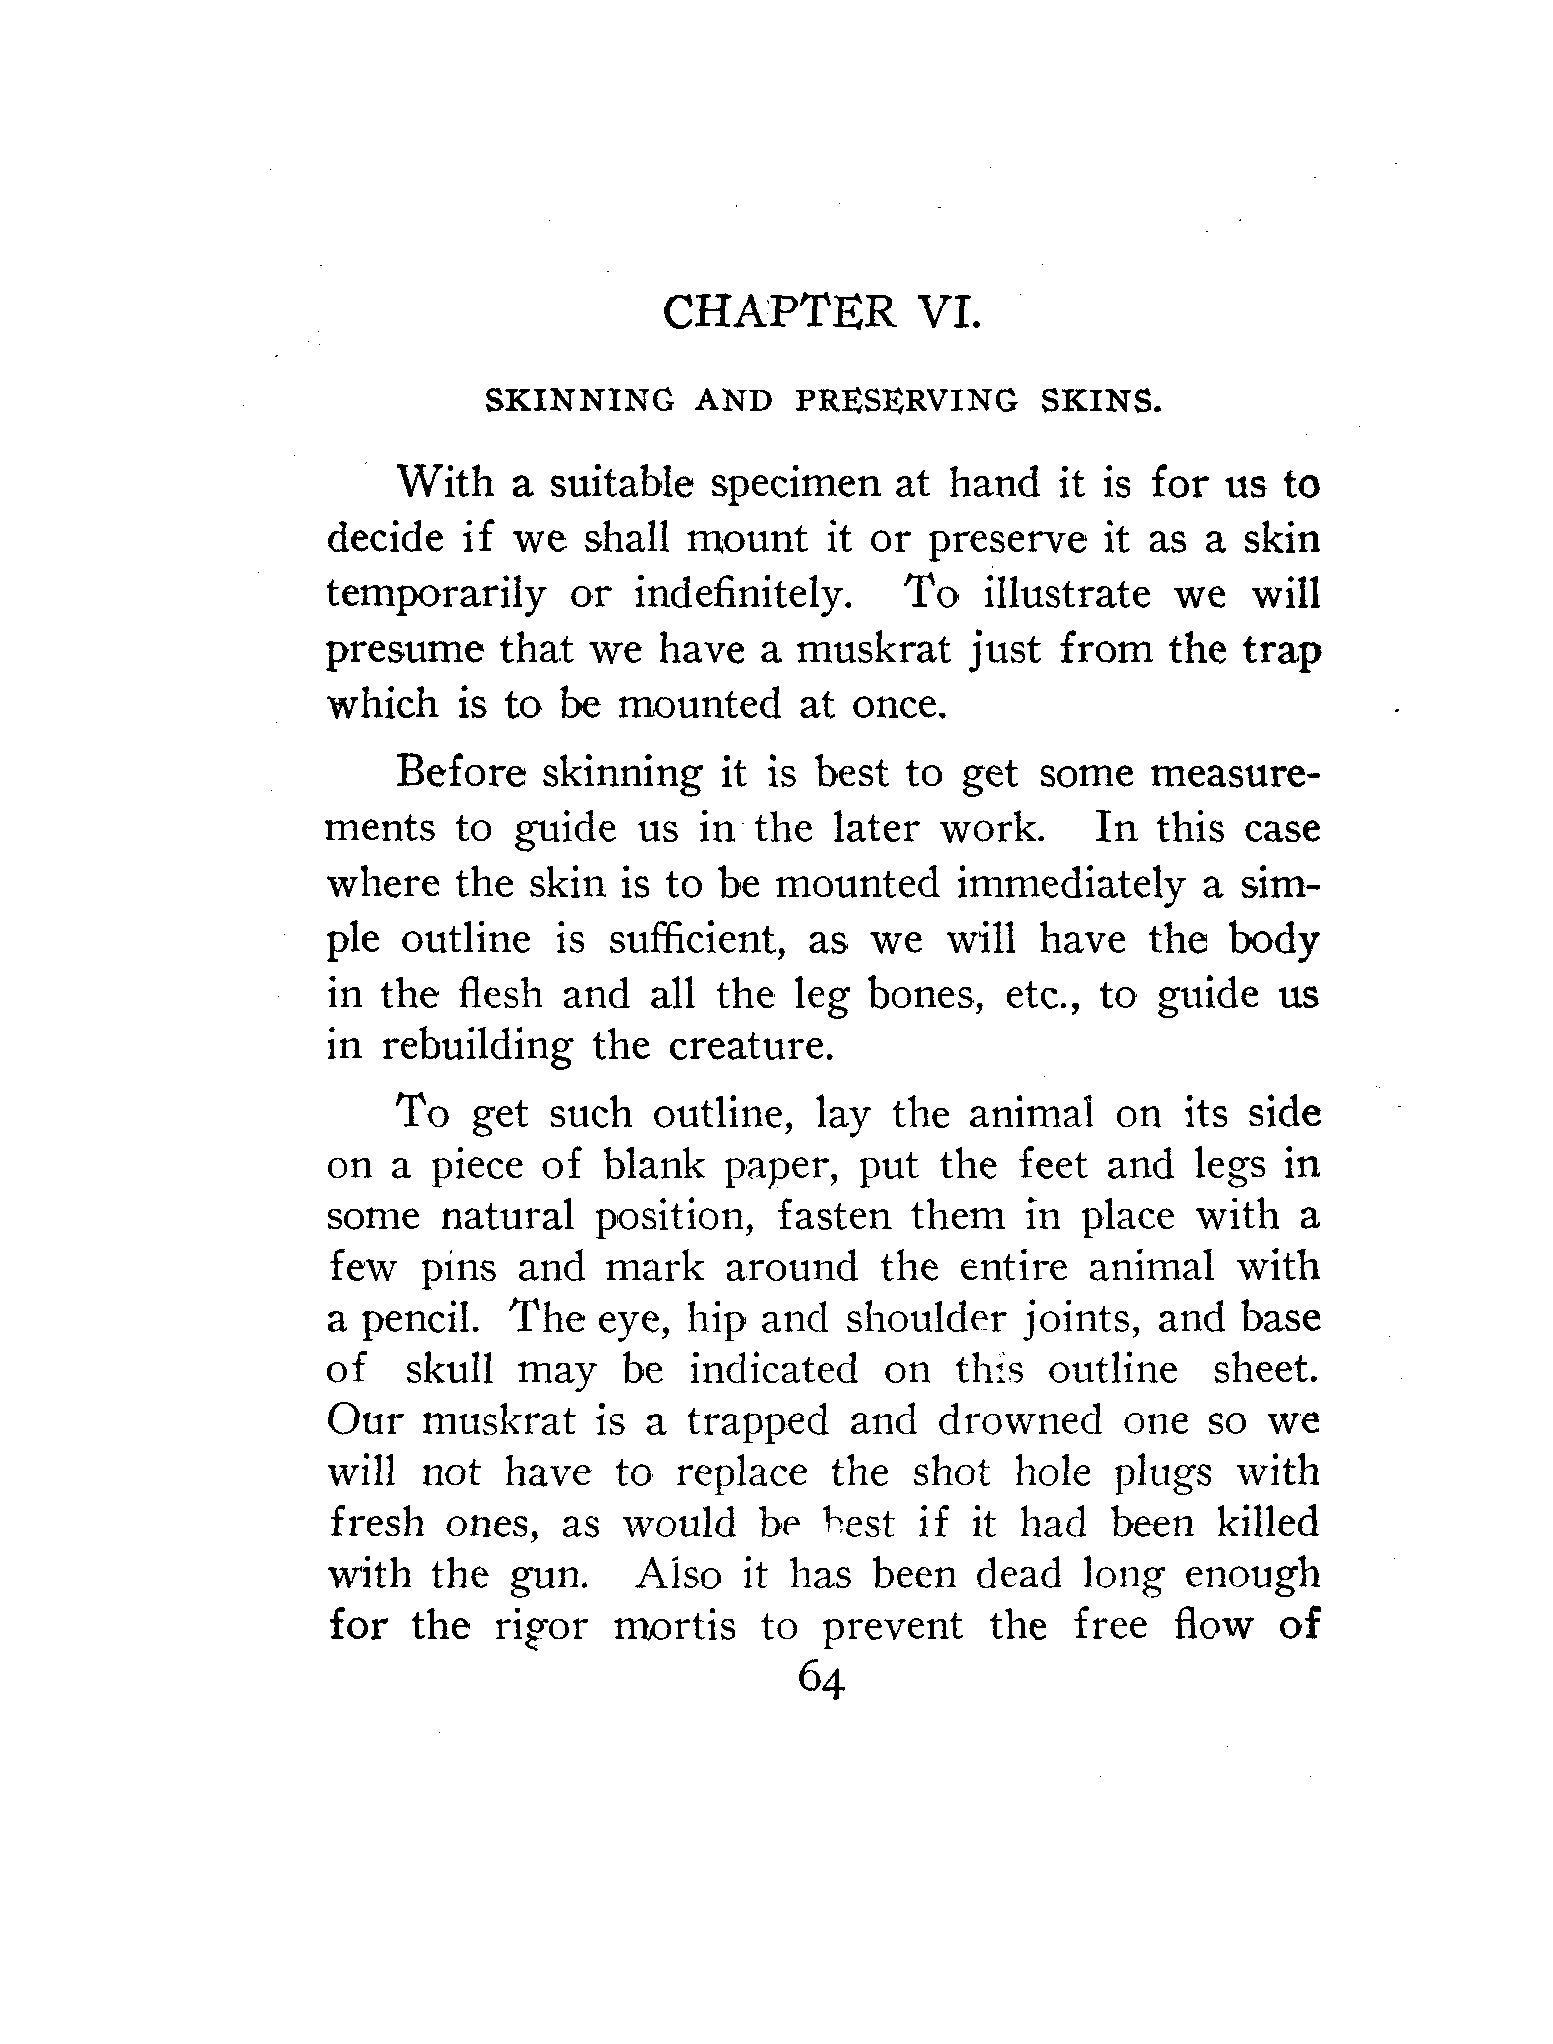 CHAPTER VI.
SKINNING AND PRESERVING SKINS.
With a suitable specimen at hand it is for us to
decide if we shall mount it or preserve it as a skin
temporarily or indefinitely. To illustrate we will
presume that we have a muskrat just from the trap
which is to be mounted at once.
Before skinning it is best to get some measure-
ments to guide us in the later work. In this case
where the skin is to be mounted immediately a sim-
ple outline is sufficient, as we will have the body
in the flesh and all the leg bones, etc., to guide us
in rebuilding the creature.
To get such outline, lay the animal on its side
on a piece of blank paper, put the feet and legs in
some natural position, fasten them in place with a
few pins and mark around the entire animal with
a pencil. The eye, hip and shoulder joints, and base
of skull may be indicated on this outline sheet.
Our muskrat is a trapped and drowned one so we
will not have to replace the shot hole plugs with
fresh ones, as would be best if it had been killed
with the gun. Also it has been dead long enough
for the rigor mortis to prevent the free flow of
64